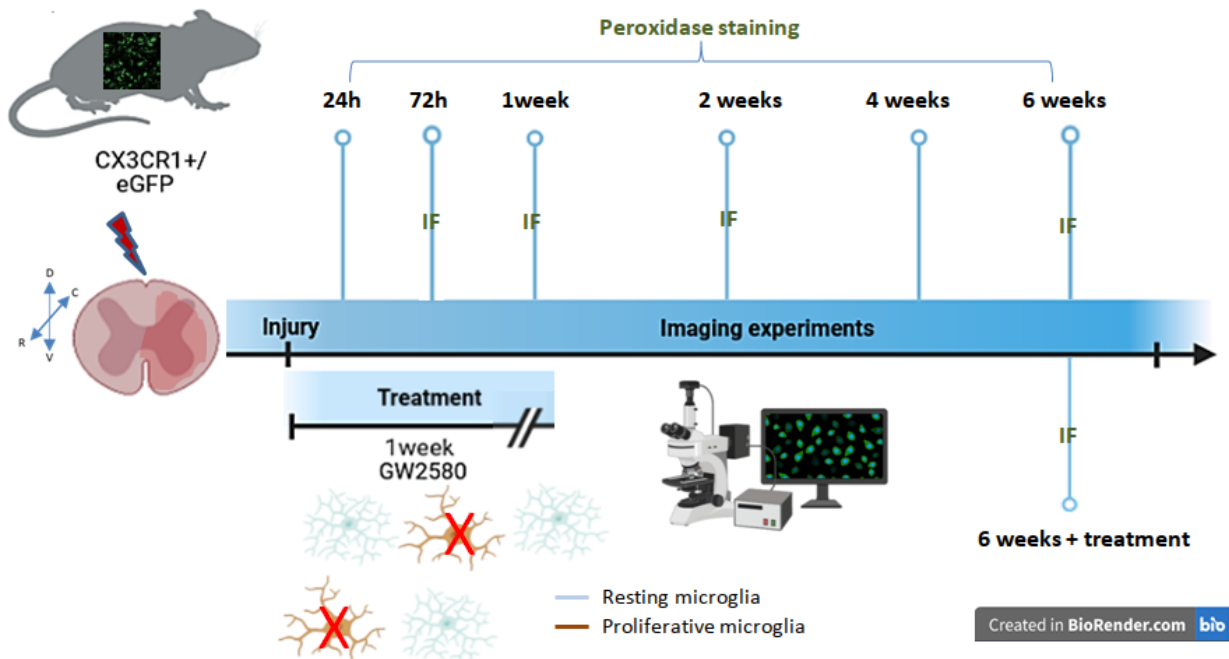 Peroxidase staining
24h
72h
1week
2 weeks
4 weeks
6 weeks
CX3CR1+/
eGFP
IF
IF
IF
IF
D
C
R
V
Injury
Imaging experiments
Treatment
1week
GW2580
IF
6 weeks + treatment
Resting microglia
Proliferative microglia
Created in BioRender.com bio